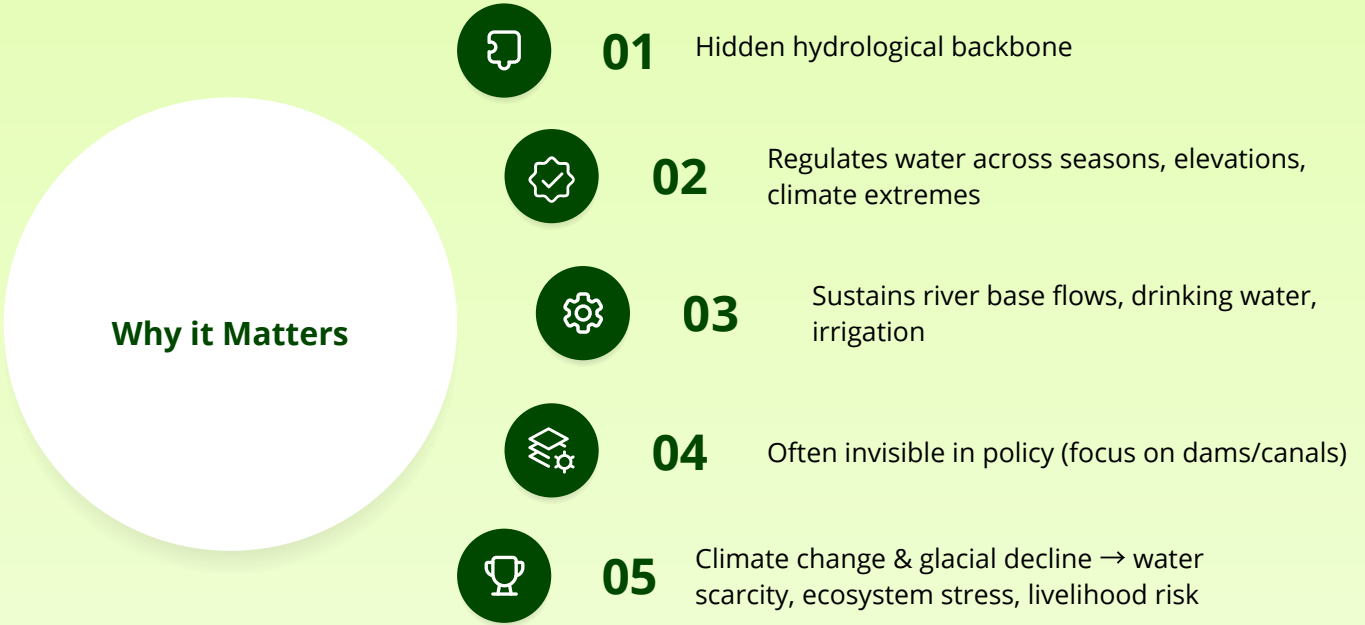 Why it Matters
01
Hidden hydrological backbone
02
Regulates water across seasons, elevations,
climate extremes
03
Sustains river base flows, drinking water,
irrigation
04
Often invisible in policy (focus on dams/canals)
05
Climate change & glacial decline → water
scarcity, ecosystem stress, livelihood risk